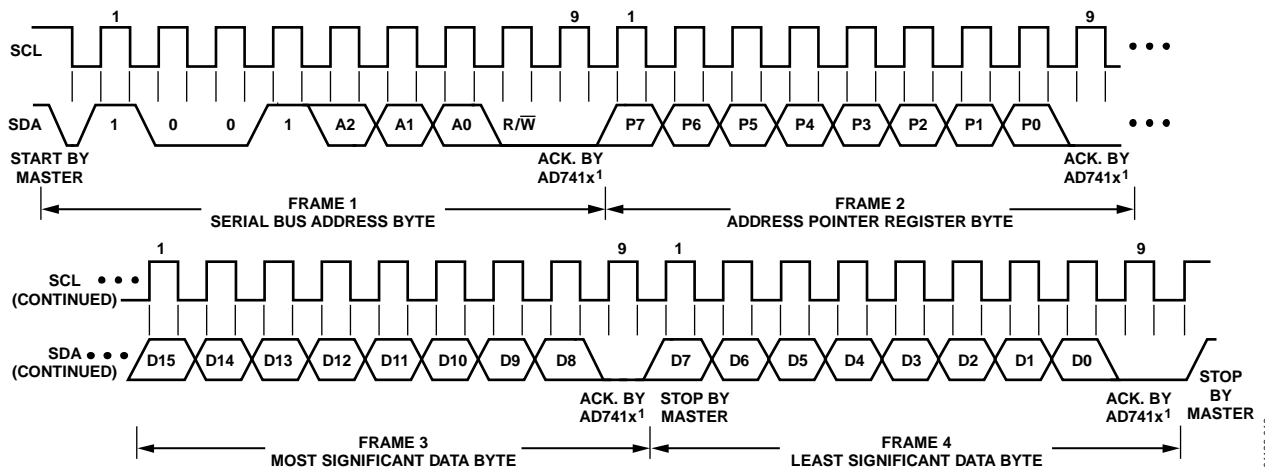 1 9 1 9
SCL
SDA 1 0 0 1 A2 A1 A0 R/W̅ P7 P6 P5 P4 P3 P2 P1 P0
START BY MASTER
ACK. BY AD741x¹
ACK. BY AD741x¹
FRAME 1
SERIAL BUS ADDRESS BYTE
FRAME 2
ADDRESS POINTER REGISTER BYTE
1 9 1 9
SCL (CONTINUED)
SDA (CONTINUED) D15 D14 D13 D12 D11 D10 D9 D8 D7 D6 D5 D4 D3 D2 D1 D0
ACK. BY AD741x¹
STOP BY MASTER
ACK. BY AD741x¹
STOP BY MASTER
FRAME 3
MOST SIGNIFICANT DATA BYTE
FRAME 4
LEAST SIGNIFICANT DATA BYTE